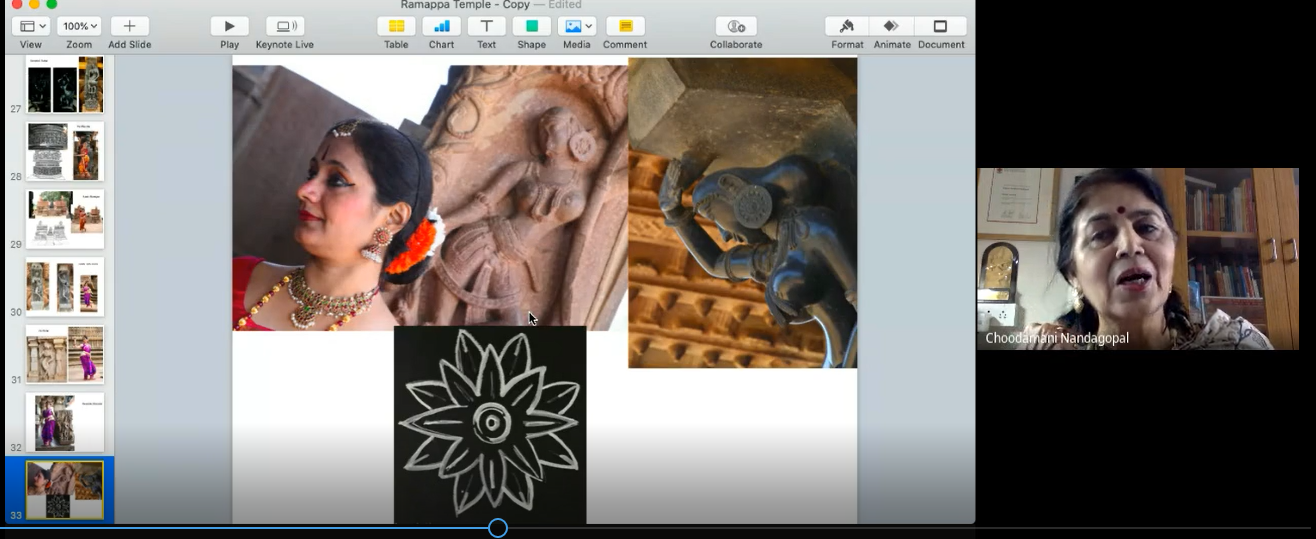 Ramappa Temple - Copy — Edited
100%
View
Zoom
Add Slide
Play
Keynote Live
Table
Chart
Text
Shape
Media
Comment
Collaborate
Format
Animate
Document
27
28
29
30
31
32
33
Choodamani Nandagopal